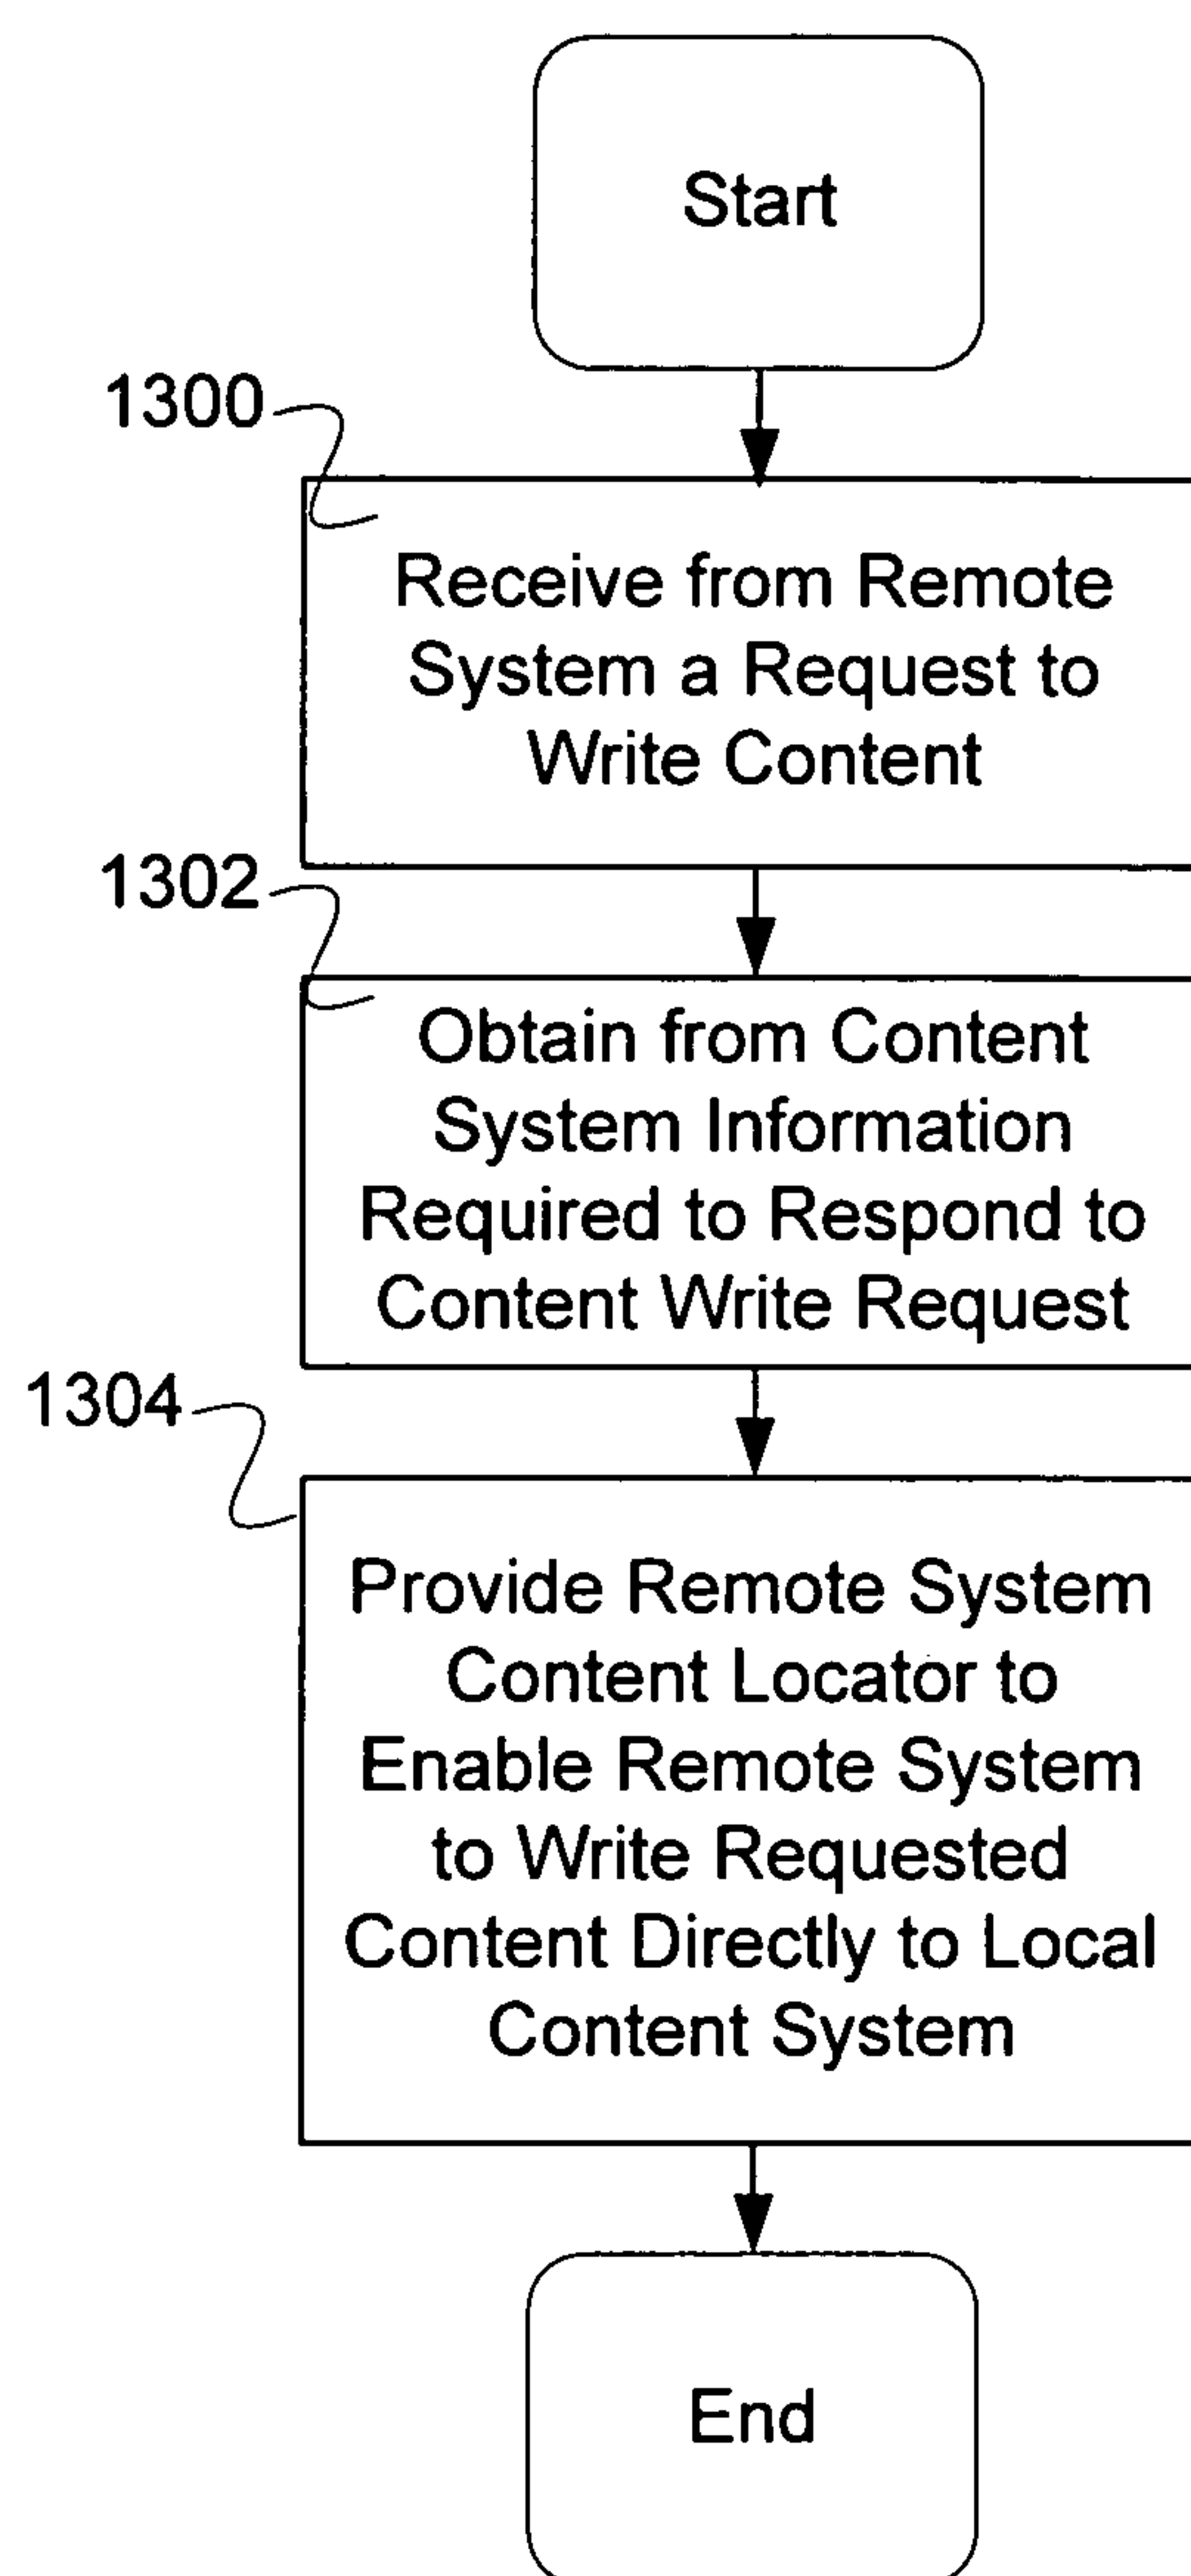 Start
1300
Receive from Remote
System a Request to
Write Content
1302
Obtain from Content
System Information
Required to Respond to
Content Write Request
1304
Provide Remote System
Content Locator to
Enable Remote System
to Write Requested
Content Directly to Local
Content System
End